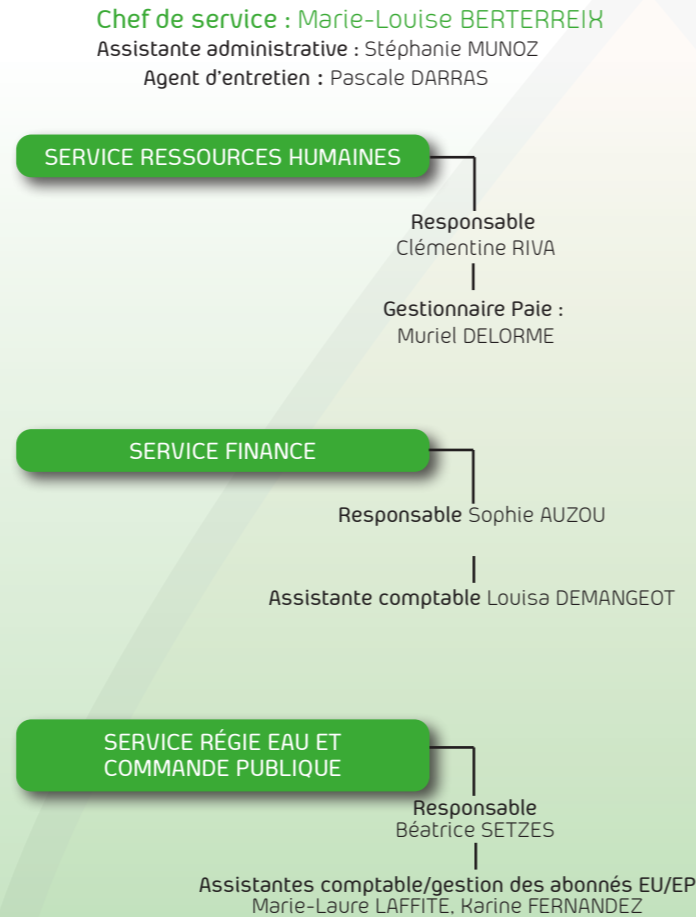 Chef de service : Marie-Louise BERTERREIX
Assistante administrative : Stéphanie MUNOZ
Agent d'entretien : Pascale DARRAS
SERVICE RESSOURCES HUMAINES
Responsable
Clémentine RIVA
Gestionnaire Paie :
Muriel DELORME
SERVICE FINANCE
Responsable Sophie AUZOU
Assistante comptable Louisa DEMANGEOT
SERVICE RÉGIE EAU ET
COMMANDE PUBLIQUE
Responsable
Béatrice SETZES
Assistantes comptable/gestion des abonnés EU/EP
Marie-Laure LAFFITE, Karine FERNANDEZ